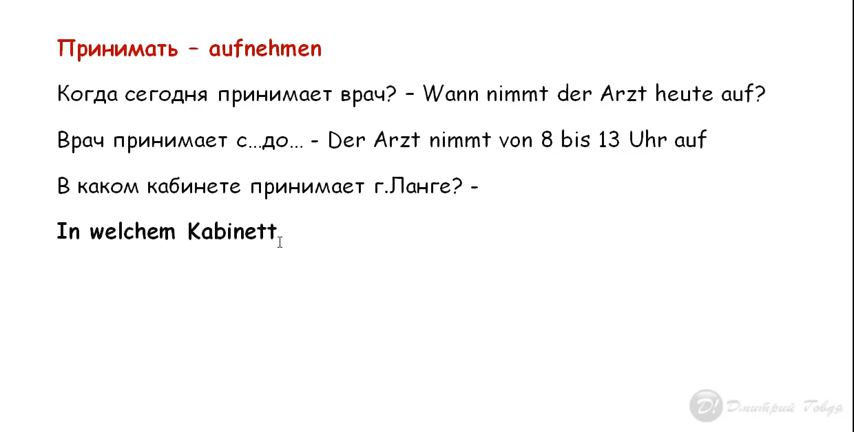 Принимать – aufnehmen
Когда сегодня принимает врач? – Wann nimmt der Arzt heute auf?
Врач принимает с...до... - Der Arzt nimmt von 8 bis 13 Uhr auf
В каком кабинете принимает г.Ланге? -
In welchem Kabinett
D! Дмитрий Говдя